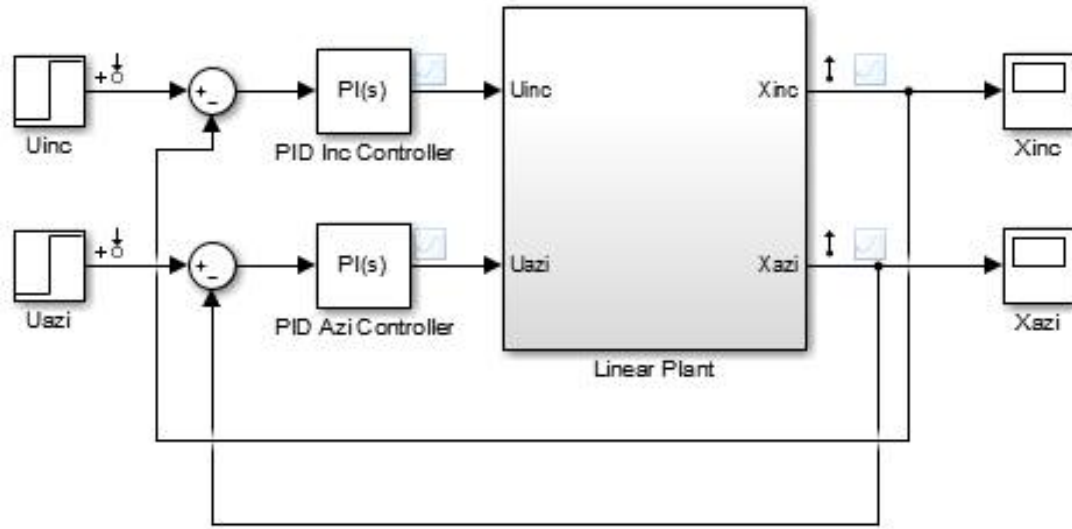 Uinc
PI(s)
PID Inc Controller
Uinc
Xinc
Xinc
Uazi
PI(s)
PID Azi Controller
Uazi
Xazi
Xazi
Linear Plant